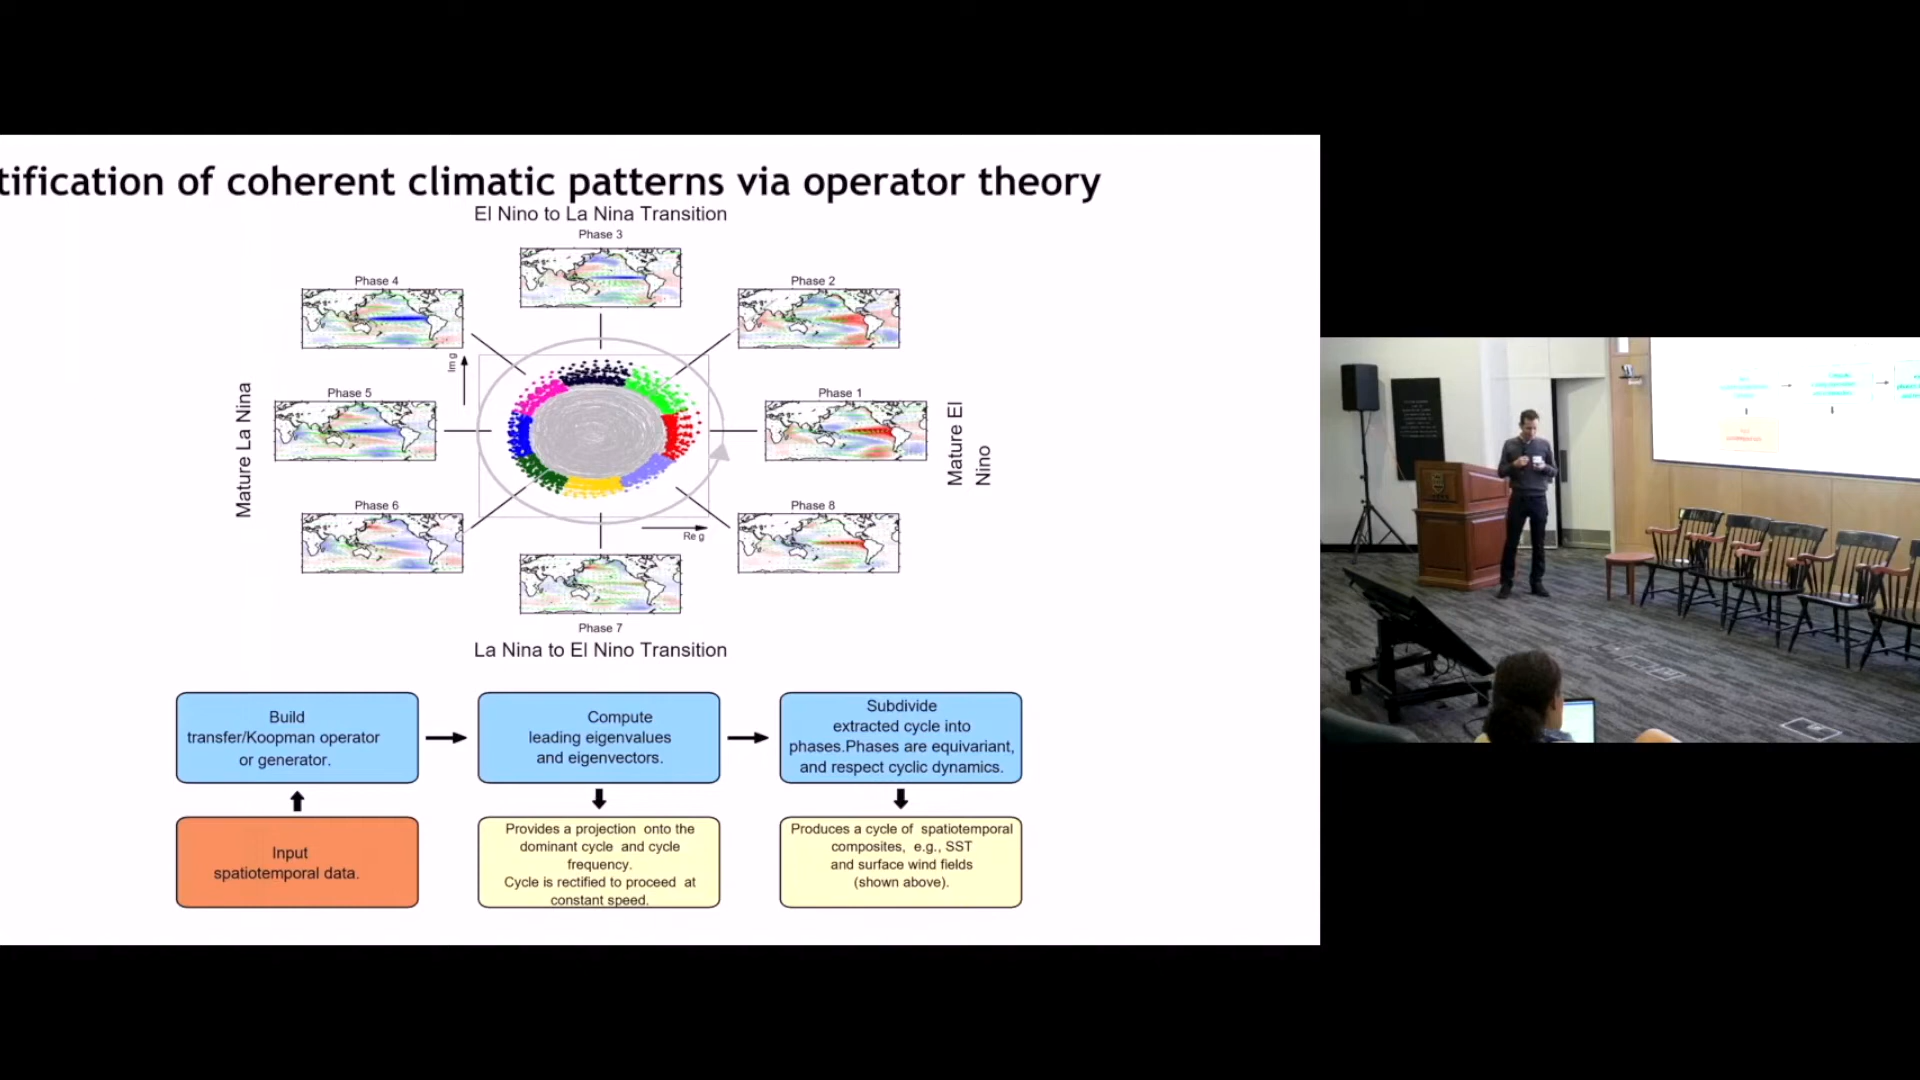 tification of coherent climatic patterns via operator theory
El Nino to La Nina Transition
Phase 3
Phase 4
Phase 2
Im g
Phase 5
Phase 1
Mature La Nina
Mature El
Nino
Phase 6
Phase 8
Re g
Phase 7
La Nina to El Nino Transition
Build
transfer/Koopman operator
or generator.
Compute
leading eigenvalues
and eigenvectors.
Subdivide
extracted cycle into
phases.Phases are equivariant,
and respect cyclic dynamics.
Input
spatiotemporal data.
Provides a projection onto the
dominant cycle and cycle
frequency.
Cycle is rectified to proceed at
constant speed.
Produces a cycle of spatiotemporal
composites, e.g., SST
and surface wind fields
(shown above).